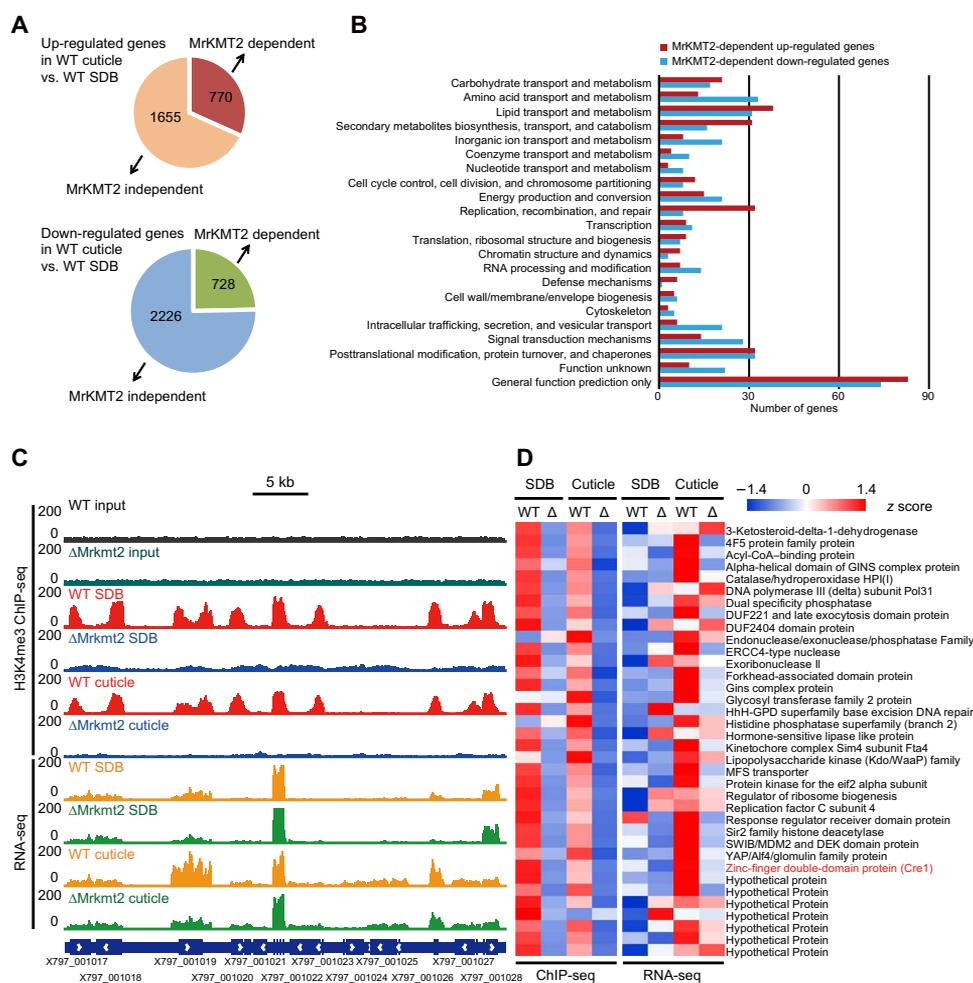 A
Up-regulated genes
in WT cuticle
vs. WT SDB
MrKMT2 dependent
770
1655
MrKMT2 independent
Down-regulated genes
in WT cuticle
vs. WT SDB
MrKMT2 dependent
728
2226
MrKMT2 independent
B
MrKMT2-dependent up-regulated genes
MrKMT2-dependent down-regulated genes
Carbohydrate transport and metabolism
Amino acid transport and metabolism
Lipid transport and metabolism
Secondary metabolites biosynthesis, transport, and catabolism
Inorganic ion transport and metabolism
Coenzyme transport and metabolism
Nucleotide transport and metabolism
Cell cycle control, cell division, and chromosome partitioning
Energy production and conversion
Replication, recombination, and repair
Transcription
Translation, ribosomal structure and biogenesis
Chromatin structure and dynamics
RNA processing and modification
Defense mechanisms
Cell wall/membrane/envelope biogenesis
Cytoskeleton
Intracellular trafficking, secretion, and vesicular transport
Signal transduction mechanisms
Posttranslational modification, protein turnover, and chaperones
Function unknown
General function prediction only
0 30 60 90
Number of genes
C
5 kb
H3K4me3 ChIP-seq
RNA-seq
200
0
WT input
200
0
ΔMrkmt2 input
200
0
WT SDB
200
0
ΔMrkmt2 SDB
200
0
WT cuticle
200
0
ΔMrkmt2 cuticle
200
0
WT SDB
200
0
ΔMrkmt2 SDB
200
0
WT cuticle
200
0
ΔMrkmt2 cuticle
X797_001017 X797_001019 X797_001021 X797_001023 X797_001025 X797_001027
X797_001018 X797_001020 X797_001022 X797_001024 X797_001026 X797_001028
D
SDB Cuticle SDB Cuticle
WT Δ WT Δ WT Δ WT Δ
−1.4 0 1.4
z score
3-Ketosteroid-delta-1-dehydrogenase
4F5 protein family protein
Acyl-CoA–binding protein
Alpha-helical domain of GINS complex protein
Catalase/hydroperoxidase HPI(I)
DNA polymerase III (delta) subunit Pol31
Dual specificity phosphatase
DUF221 and late exocytosis domain protein
DUF2404 domain protein
Endonuclease/exonuclease/phosphatase Family
ERCC4-type nuclease
Exoribonuclease II
Forkhead-associated domain protein
Gins complex protein
Glycosyl transferase family 2 protein
HhH-GPD superfamily base excision DNA repair
Histidine phosphatase superfamily (branch 2)
Hormone-sensitive lipase like protein
Kinetochore complex Sim4 subunit Fta4
Lipopolysaccharide kinase (Kdo/WaaP) family
MFS transporter
Protein kinase for the eif2 alpha subunit
Regulator of ribosome biogenesis
Replication factor C subunit 4
Response regulator receiver domain protein
Sir2 family histone deacetylase
SWIB/MDM2 and DEK domain protein
YAP/Alf4/glomulin family protein
Zinc-finger double-domain protein (Cre1)
Hypothetical protein
Hypothetical Protein
Hypothetical Protein
Hypothetical Protein
Hypothetical Protein
Hypothetical Protein
Hypothetical Protein
ChIP-seq RNA-seq